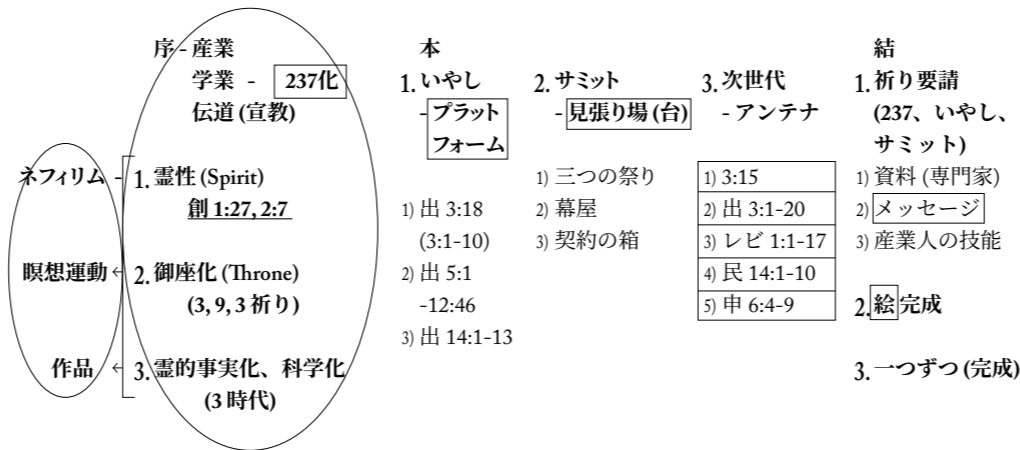 序 - 産業
学業 - 237化
伝道 (宣教)
ネフィリム - 1. 霊性 (Spirit)
創 1:27, 2:7
瞑想運動 ← 2. 御座化 (Throne)
(3, 9, 3 祈り)
作品 ← 3. 霊的事実化、科学化
(3 時代)
本
1. いやし
- プラット
フォーム
1) 出 3:18
(3:1-10)
2) 出 5:1
-12:46
3) 出 14:1-13
2. サミット
- 見張り場 (台)
1) 三つの祭り
2) 幕屋
3) 契約の箱
3. 次世代
- アンテナ
1) 3:15
2) 出 3:1-20
3) レビ 1:1-17
4) 民 14:1-10
5) 申 6:4-9
結
1. 祈り要請
(237、いやし、
サミット)
1) 資料 (専門家)
2) メッセージ
3) 産業人の技能
2. 絵完成
3. 一つずつ (完成)